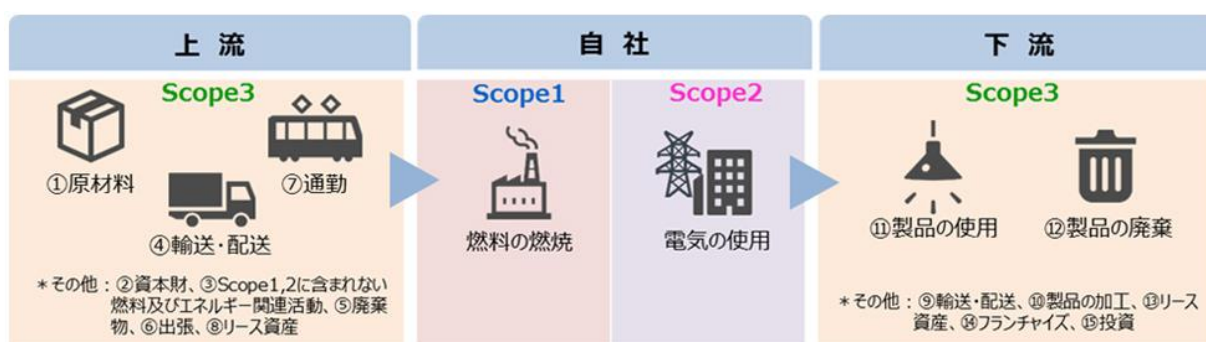 上 流
自 社
下 流
Scope3
①原材料
⑦通勤
④輸送・配送
＊その他：②資本財、③Scope1,2に含まれない
燃料及びエネルギー関連活動、⑤廃棄
物、⑥出張、⑧リース資産
Scope1
燃料の燃焼
Scope2
電気の使用
Scope3
⑪製品の使用
⑫製品の廃棄
＊その他：⑨輸送・配送、⑩製品の加工、⑬リース
資産、⑭フランチャイズ、⑮投資